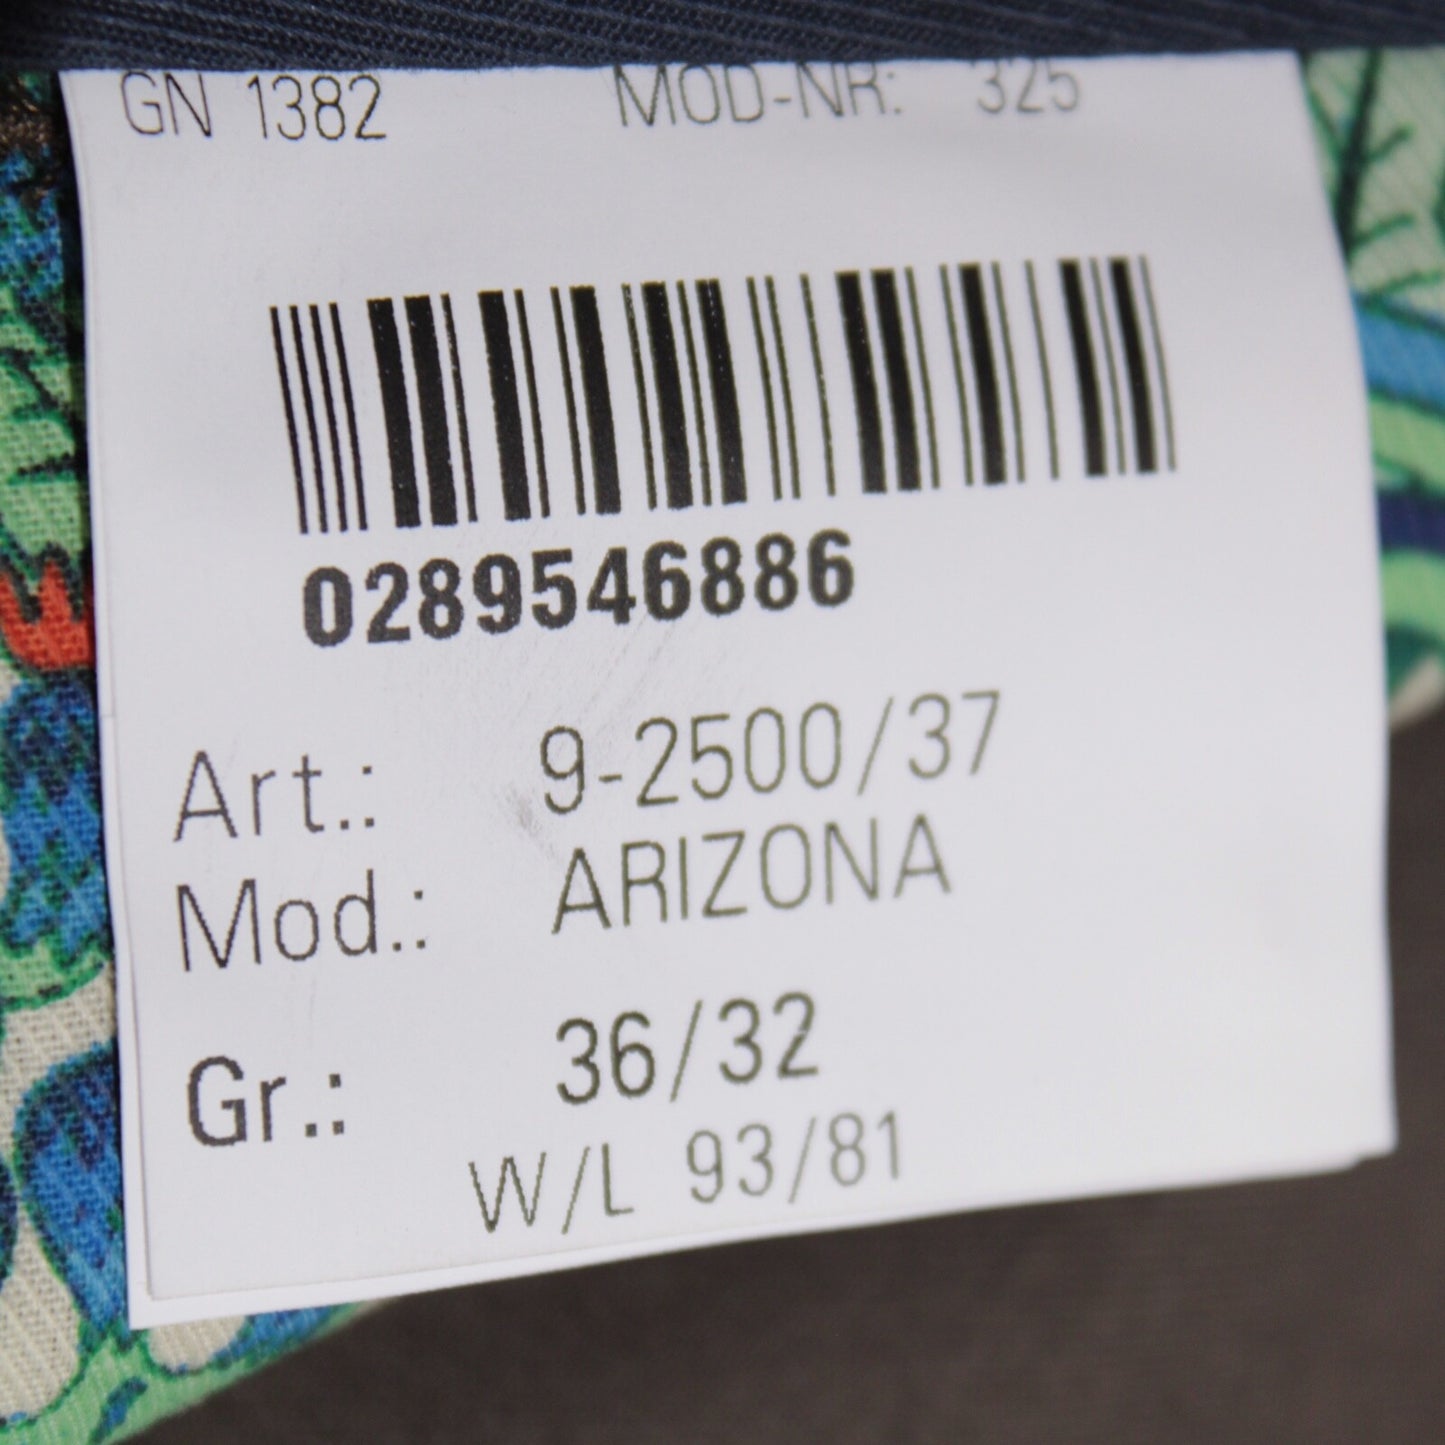 GN 1382 MOD-NR: 325
0289546886
Art.: 9-2500/37
Mod.: ARIZONA
Gr.: 36/32
W/L 93/81